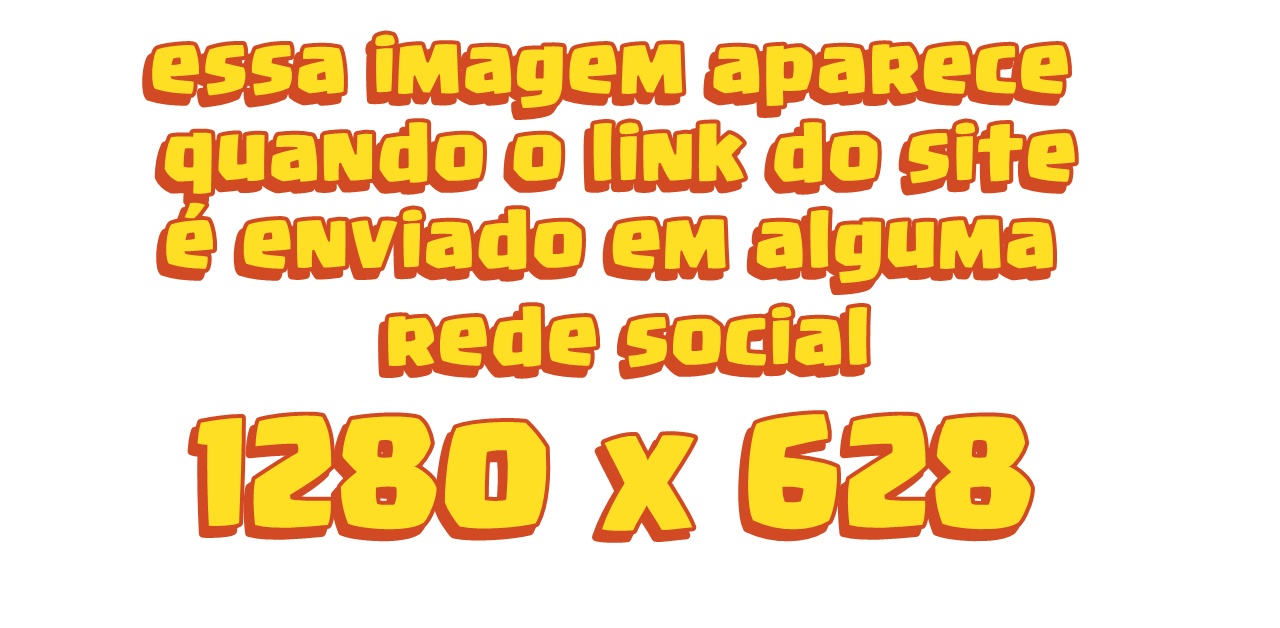 essa imagem aparece
quando o link do site
é enviado em alguma
rede social
1280 x 628